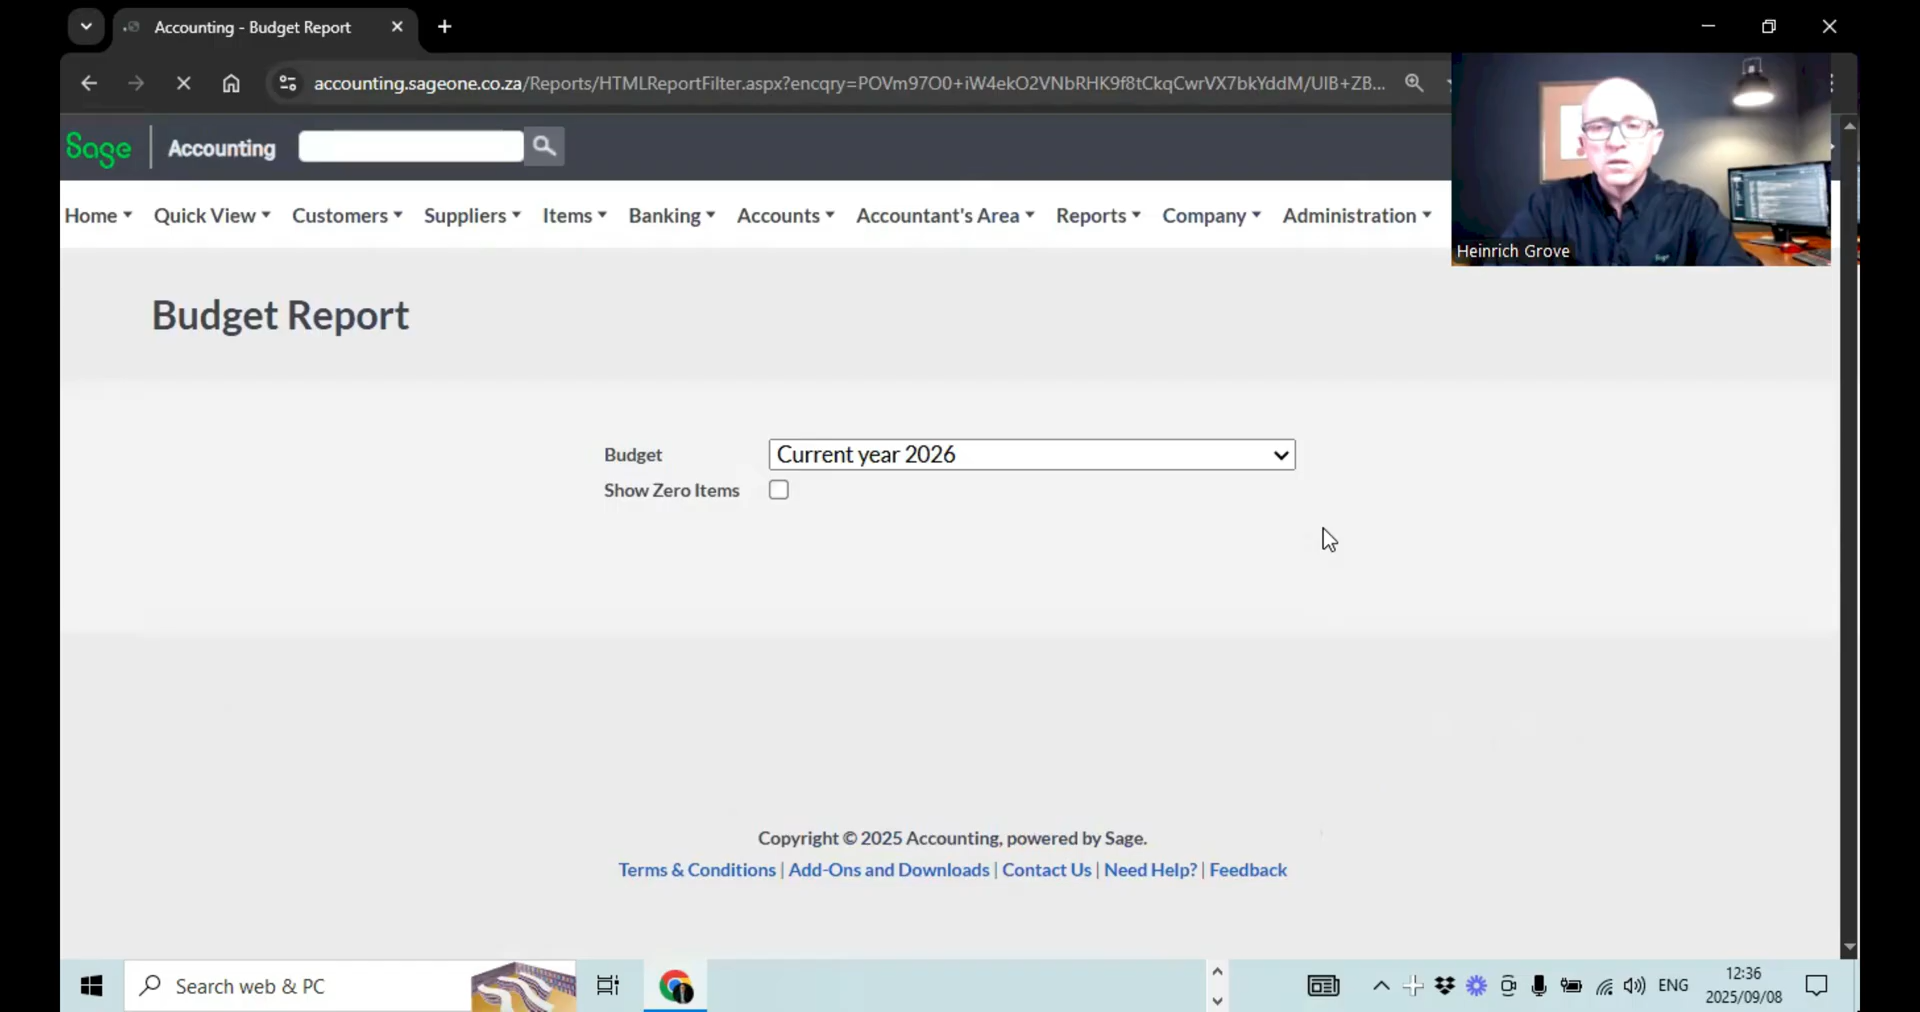 Accounting - Budget Report
accounting.sageone.co.za/Reports/HTMLReportFilter.aspx?encqry=POVm97O0+iW4ekO2VNbRHK9f8tCkqCwrVX7bkYddM/UIB+ZB...
Sage Accounting
Home Quick View Customers Suppliers Items Banking Accounts Accountant's Area Reports Company Administration
Heinrich Grove
Budget Report
Budget Current year 2026
Show Zero Items
Copyright © 2025 Accounting, powered by Sage.
Terms & Conditions | Add-Ons and Downloads | Contact Us | Need Help? | Feedback
Search web & PC
ENG
12:36
2025/09/08